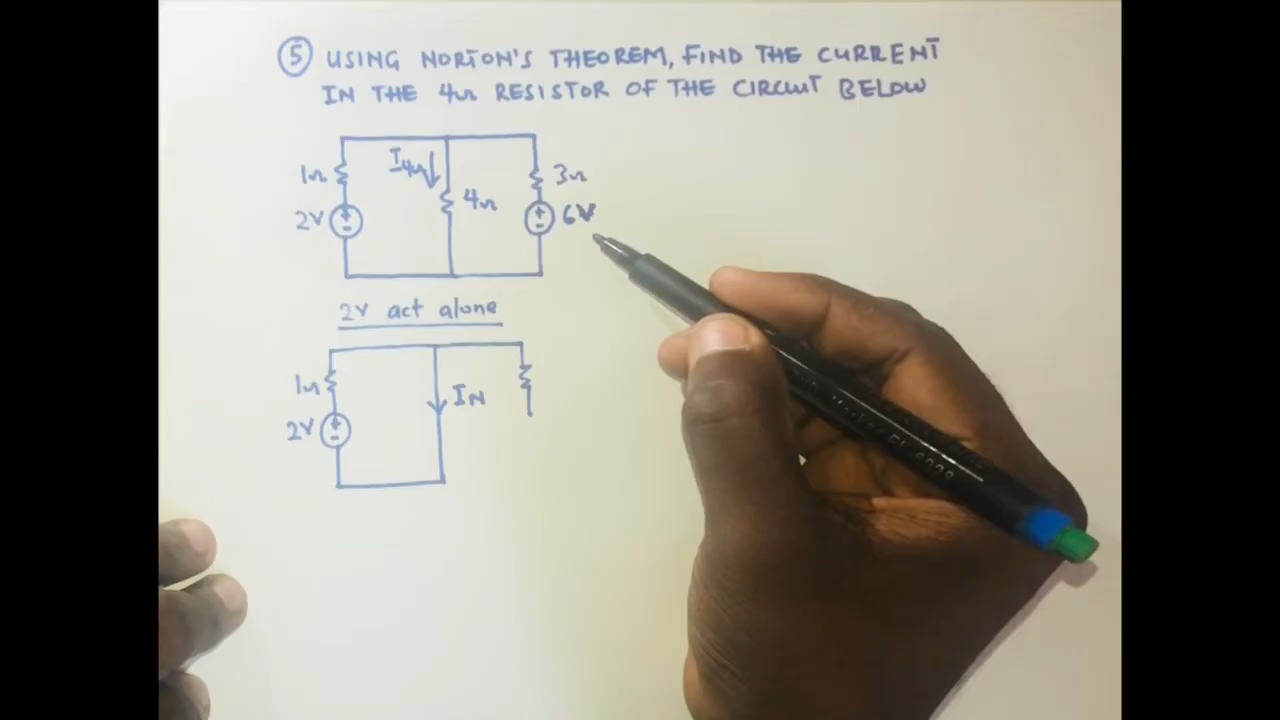 ⑤ USING NORTON'S THEOREM, FIND THE CURRENT
IN THE 4Ω RESISTOR OF THE CIRCUIT BELOW
1Ω
I4Ω
3Ω
2V
4Ω
6V
2V act alone
1Ω
IN
2V